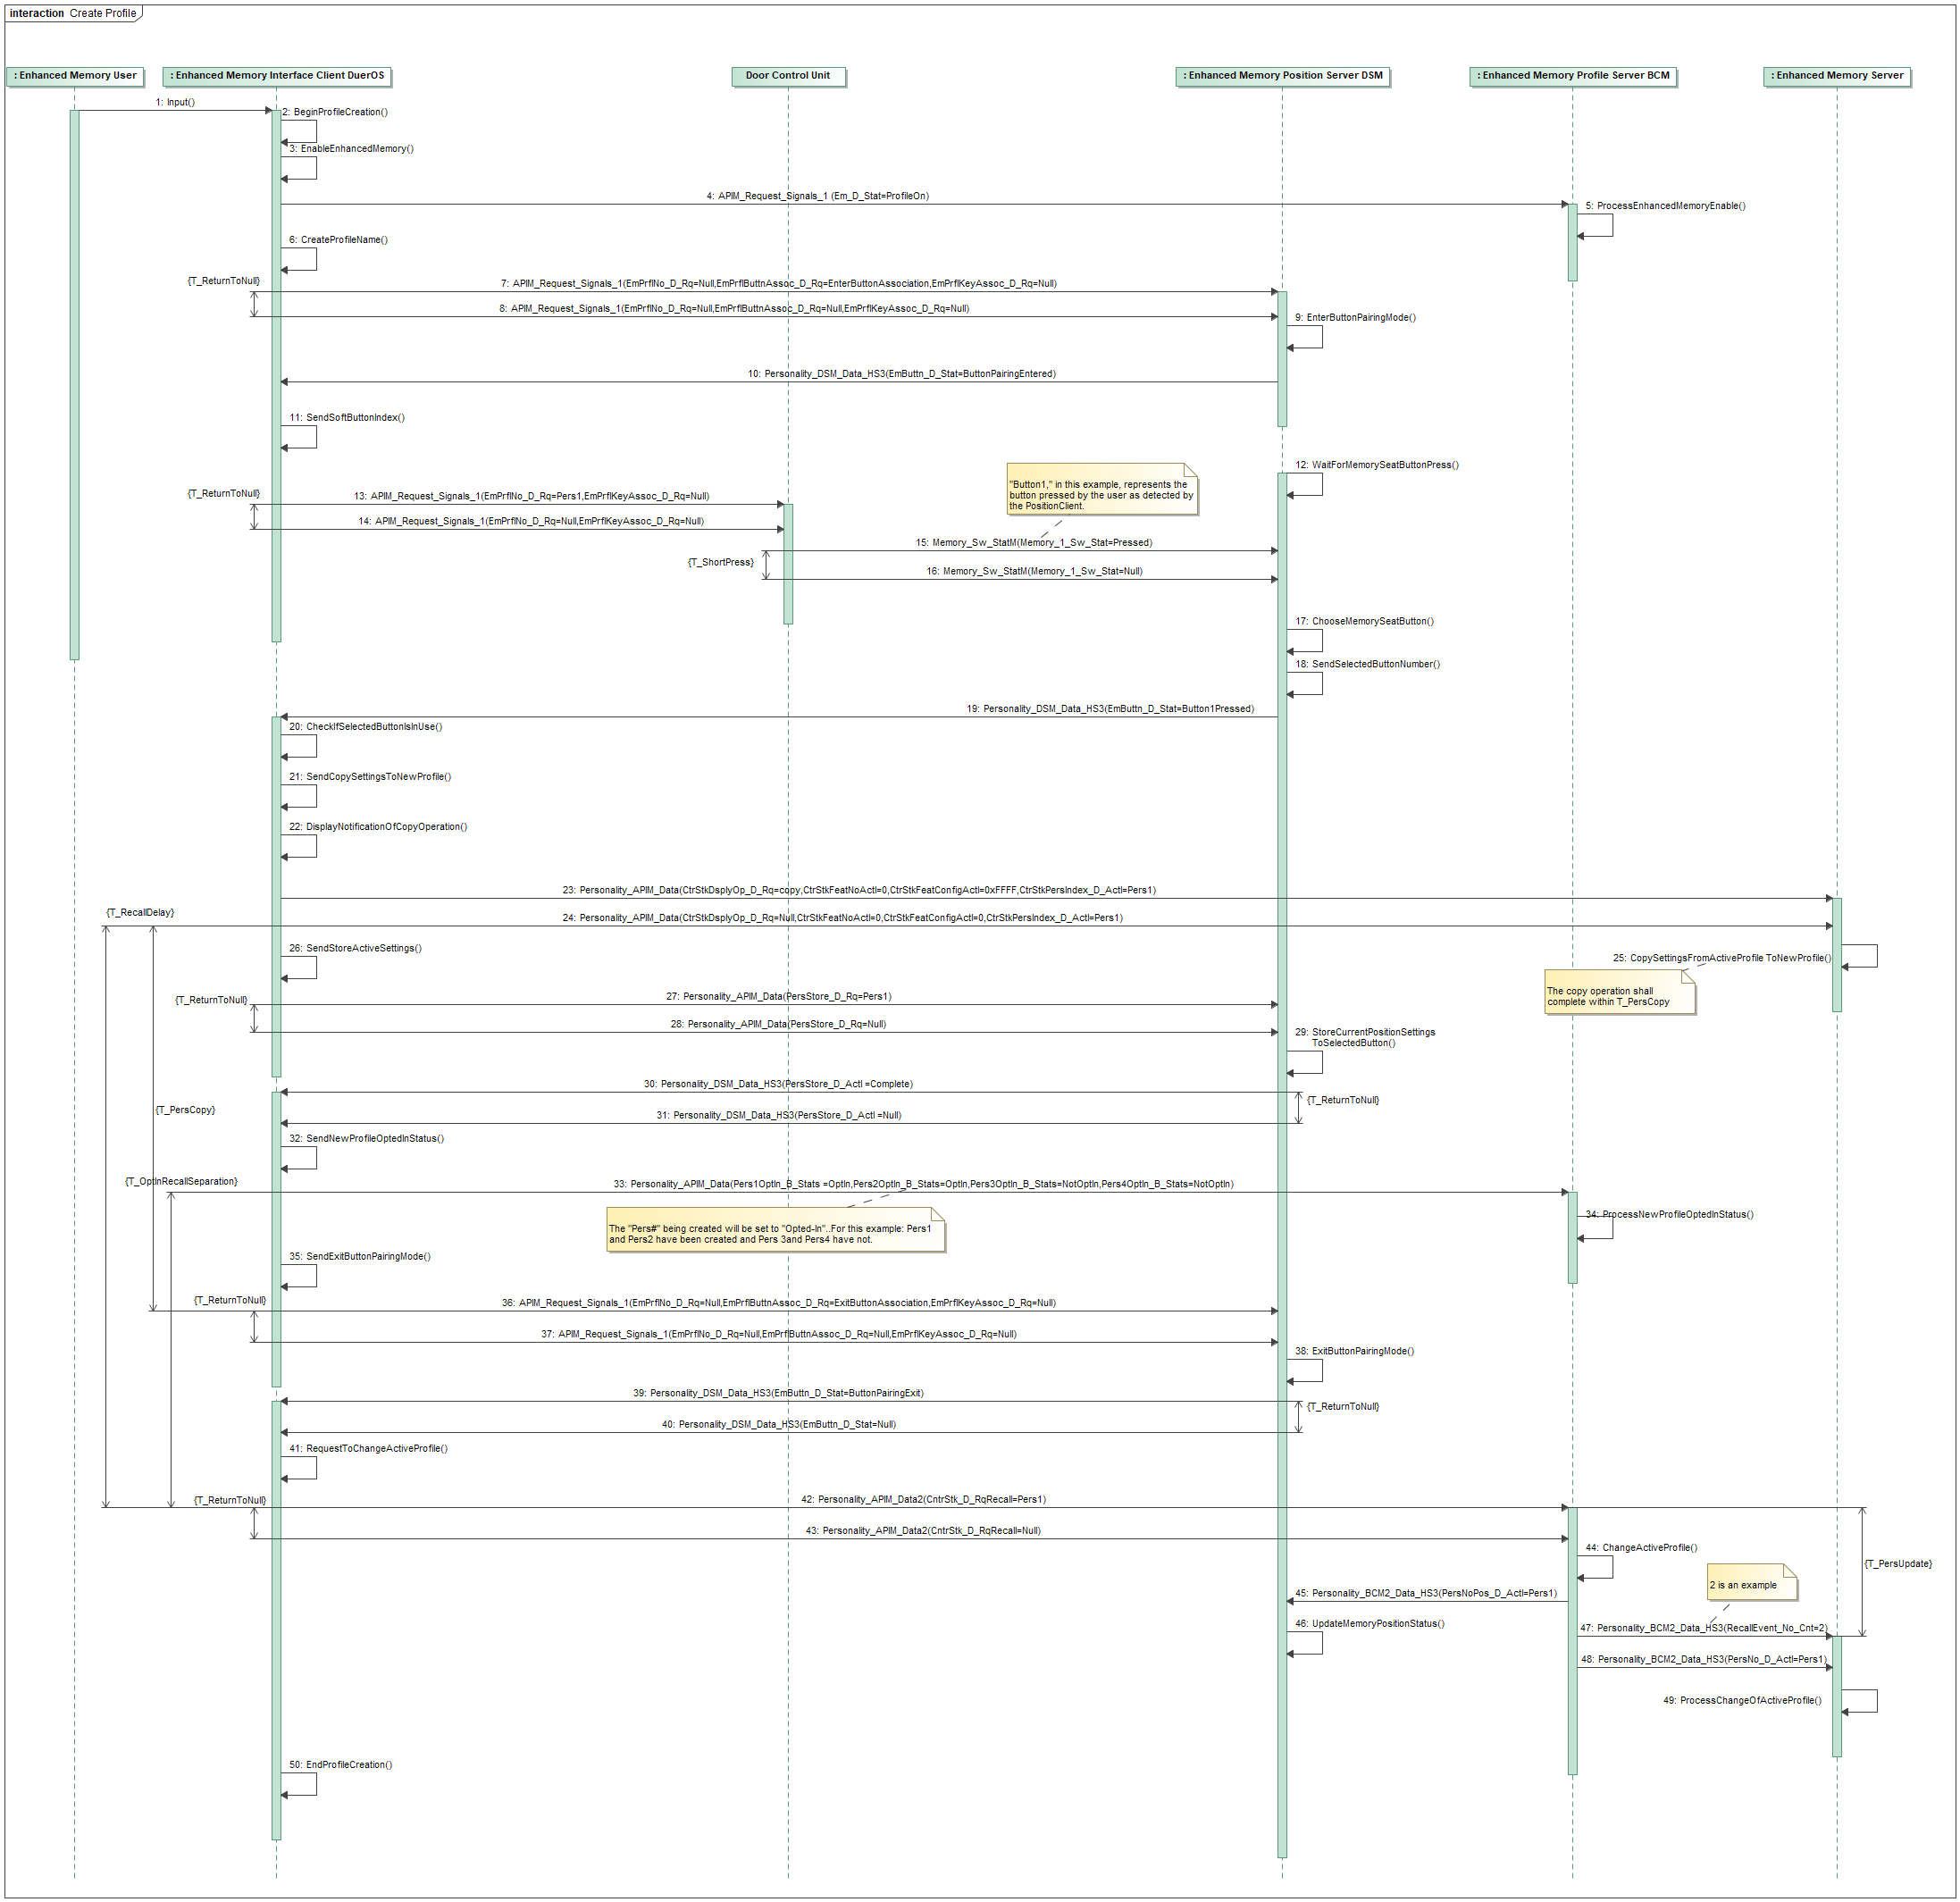 interaction Create Profile
: Enhanced Memory User
: Enhanced Memory Interface Client DuerOS
Door Control Unit
: Enhanced Memory Position Server DSM
: Enhanced Memory Profile Server BCM
: Enhanced Memory Server
1: Input()
2: BeginProfileCreation()
3: EnableEnhancedMemory()
4: APIM_Request_Signals_1 (Em_D_Stat=ProfileOn)
5: ProcessEnhancedMemoryEnable()
6: CreateProfileName()
{T_ReturnToNull}
7: APIM_Request_Signals_1(EmPrflNo_D_Rq=Null,EmPrflButtnAssoc_D_Rq=EnterButtonAssociation,EmPrflKeyAssoc_D_Rq=Null)
8: APIM_Request_Signals_1(EmPrflNo_D_Rq=Null,EmPrflButtnAssoc_D_Rq=Null,EmPrflKeyAssoc_D_Rq=Null)
9: EnterButtonPairingMode()
10: Personality_DSM_Data_HS3(EmButtn_D_Stat=ButtonPairingEntered)
11: SendSoftButtonIndex()
12: WaitForMemorySeatButtonPress()
"Button1," in this example, represents the
button pressed by the user as detected by
the PositionClient.
{T_ReturnToNull}
13: APIM_Request_Signals_1(EmPrflNo_D_Rq=Pers1,EmPrflKeyAssoc_D_Rq=Null)
14: APIM_Request_Signals_1(EmPrflNo_D_Rq=Null,EmPrflKeyAssoc_D_Rq=Null)
15: Memory_Sw_StatM(Memory_1_Sw_Stat=Pressed)
{T_ShortPress}
16: Memory_Sw_StatM(Memory_1_Sw_Stat=Null)
17: ChooseMemorySeatButton()
18: SendSelectedButtonNumber()
19: Personality_DSM_Data_HS3(EmButtn_D_Stat=Button1Pressed)
20: CheckIfSelectedButtonIsInUse()
21: SendCopySettingsToNewProfile()
22: DisplayNotificationOfCopyOperation()
23: Personality_APIM_Data(CtrStkDsplyOp_D_Rq=copy,CtrStkFeatNoActl=0,CtrStkFeatConfigActl=0xFFFF,CtrStkPersIndex_D_Actl=Pers1)
{T_RecallDelay}
24: Personality_APIM_Data(CtrStkDsplyOp_D_Rq=Null,CtrStkFeatNoActl=0,CtrStkFeatConfigActl=0,CtrStkPersIndex_D_Actl=Pers1)
26: SendStoreActiveSettings()
25: CopySettingsFromActiveProfile ToNewProfile()
The copy operation shall
complete within T_PersCopy
{T_ReturnToNull}
27: Personality_APIM_Data(PersStore_D_Rq=Pers1)
28: Personality_APIM_Data(PersStore_D_Rq=Null)
29: StoreCurrentPositionSettings
ToSelectedButton()
30: Personality_DSM_Data_HS3(PersStore_D_Actl =Complete)
{T_ReturnToNull}
{T_PersCopy}
31: Personality_DSM_Data_HS3(PersStore_D_Actl =Null)
32: SendNewProfileOptedInStatus()
{T_OptInRecallSeparation}
33: Personality_APIM_Data(Pers1OptIn_B_Stats =OptIn,Pers2OptIn_B_Stats=OptIn,Pers3OptIn_B_Stats=NotOptIn,Pers4OptIn_B_Stats=NotOptIn)
34: ProcessNewProfileOptedInStatus()
The "Pers#" being created will be set to "Opted-In"..For this example: Pers1
and Pers2 have been created and Pers 3and Pers4 have not.
35: SendExitButtonPairingMode()
{T_ReturnToNull}
36: APIM_Request_Signals_1(EmPrflNo_D_Rq=Null,EmPrflButtnAssoc_D_Rq=ExitButtonAssociation,EmPrflKeyAssoc_D_Rq=Null)
37: APIM_Request_Signals_1(EmPrflNo_D_Rq=Null,EmPrflButtnAssoc_D_Rq=Null,EmPrflKeyAssoc_D_Rq=Null)
38: ExitButtonPairingMode()
39: Personality_DSM_Data_HS3(EmButtn_D_Stat=ButtonPairingExit)
{T_ReturnToNull}
40: Personality_DSM_Data_HS3(EmButtn_D_Stat=Null)
41: RequestToChangeActiveProfile()
{T_ReturnToNull}
42: Personality_APIM_Data2(CntrStk_D_RqRecall=Pers1)
43: Personality_APIM_Data2(CntrStk_D_RqRecall=Null)
44: ChangeActiveProfile()
{T_PersUpdate}
2 is an example
45: Personality_BCM2_Data_HS3(PersNoPos_D_Actl=Pers1)
46: UpdateMemoryPositionStatus()
47: Personality_BCM2_Data_HS3(RecallEvent_No_Cnt=2)
48: Personality_BCM2_Data_HS3(PersNo_D_Actl=Pers1)
49: ProcessChangeOfActiveProfile()
50: EndProfileCreation()